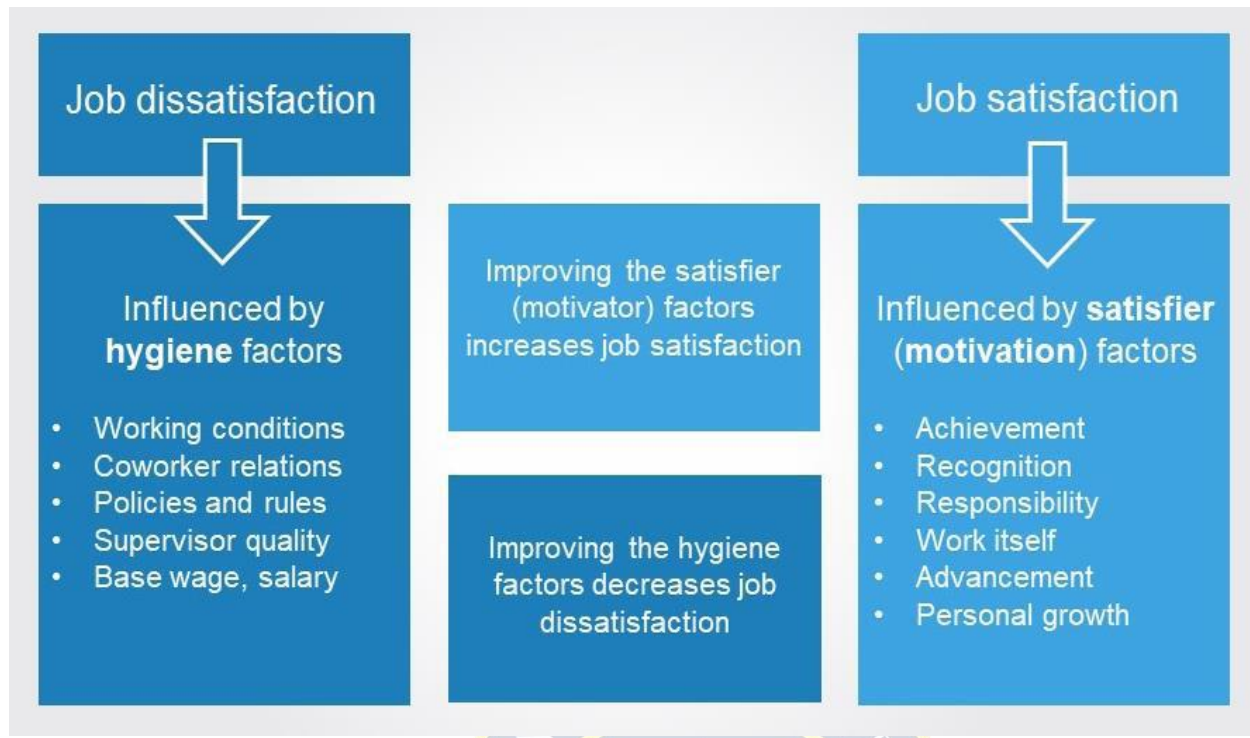 Job dissatisfaction
Influenced by
hygiene factors
• Working conditions
• Coworker relations
• Policies and rules
• Supervisor quality
• Base wage, salary
Improving the satisfier
(motivator) factors
increases job satisfaction
Improving the hygiene
factors decreases job
dissatisfaction
Job satisfaction
Influenced by satisfier
(motivation) factors
• Achievement
• Recognition
• Responsibility
• Work itself
• Advancement
• Personal growth